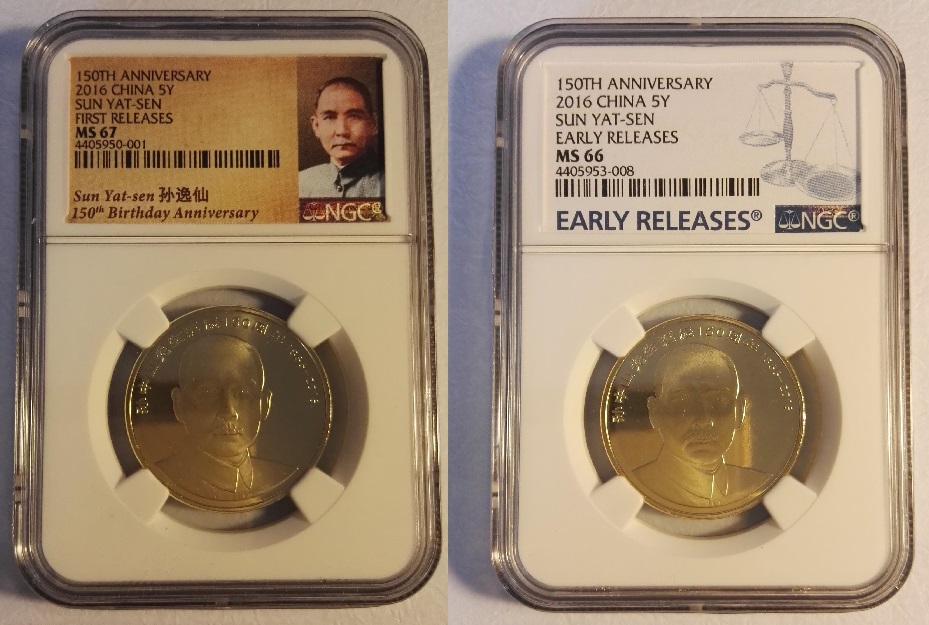 150TH ANNIVERSARY
2016 CHINA 5Y
SUN YAT-SEN
FIRST RELEASES
MS 67
4405950-001
Sun Yat-sen 孙逸仙
150th Birthday Anniversary
NGC®
150TH ANNIVERSARY
2016 CHINA 5Y
SUN YAT-SEN
EARLY RELEASES
MS 66
4405953-008
EARLY RELEASES®
NGC®